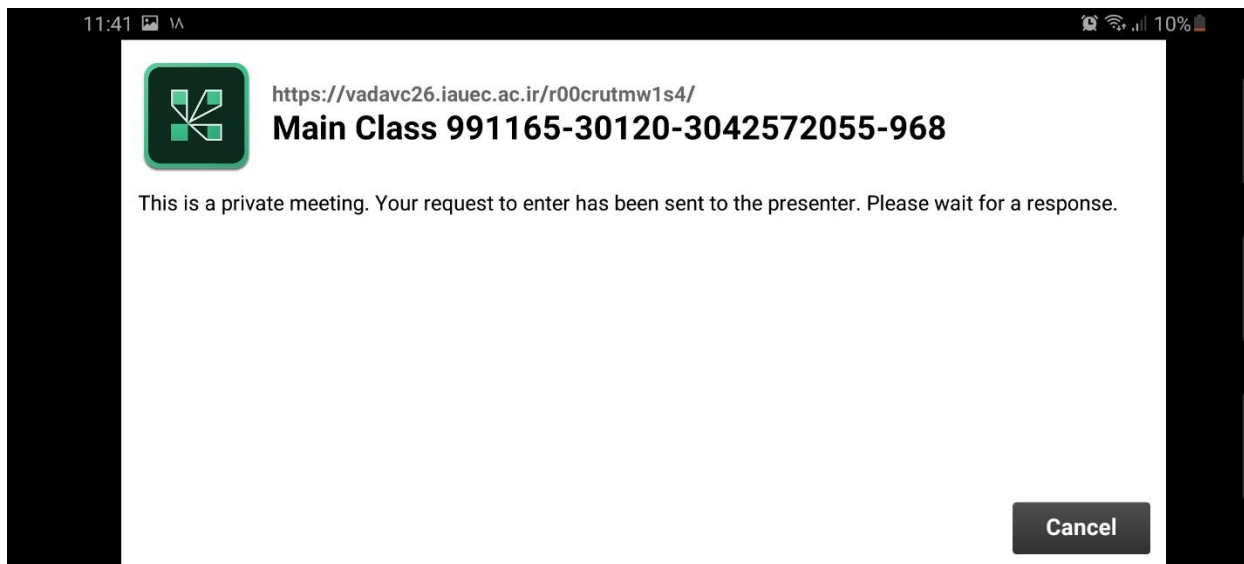 11:41 ۱۸ 10%
https://vadavc26.iauec.ac.ir/r00crutmw1s4/
Main Class 991165-30120-3042572055-968
This is a private meeting. Your request to enter has been sent to the presenter. Please wait for a response.
Cancel